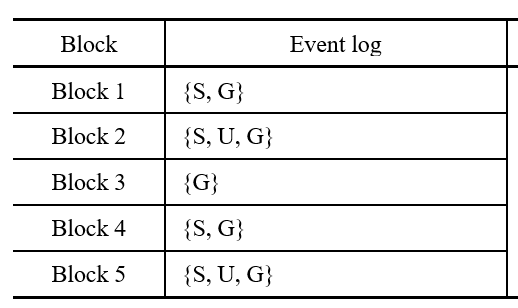 Block Event log
Block 1 {S, G}
Block 2 {S, U, G}
Block 3 {G}
Block 4 {S, G}
Block 5 {S, U, G}